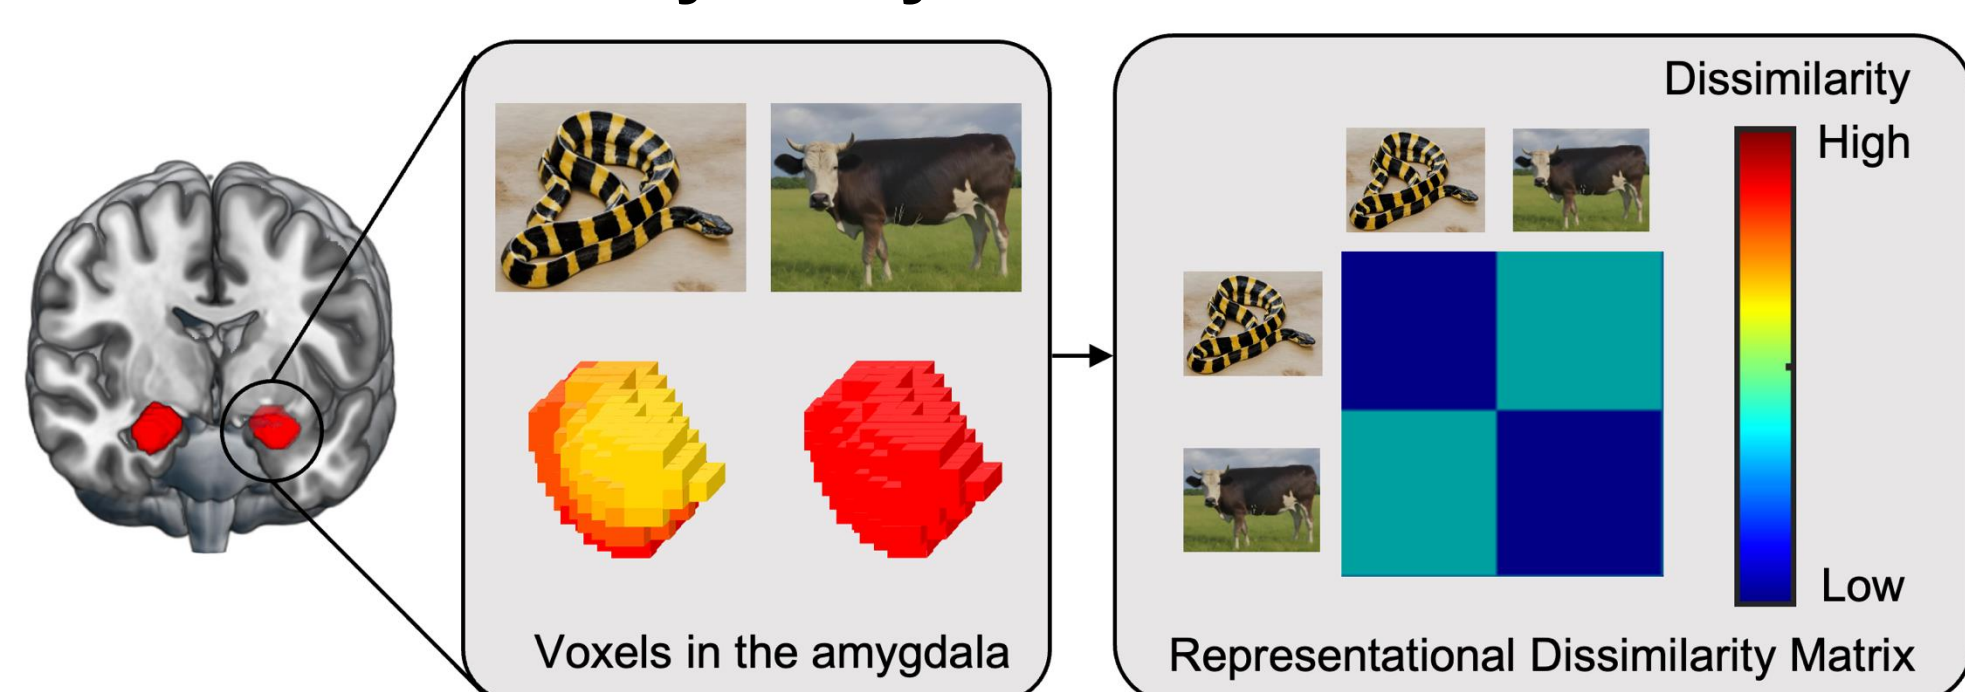 Voxels in the amygdala
Dissimilarity
High
Low
Representational Dissimilarity Matrix